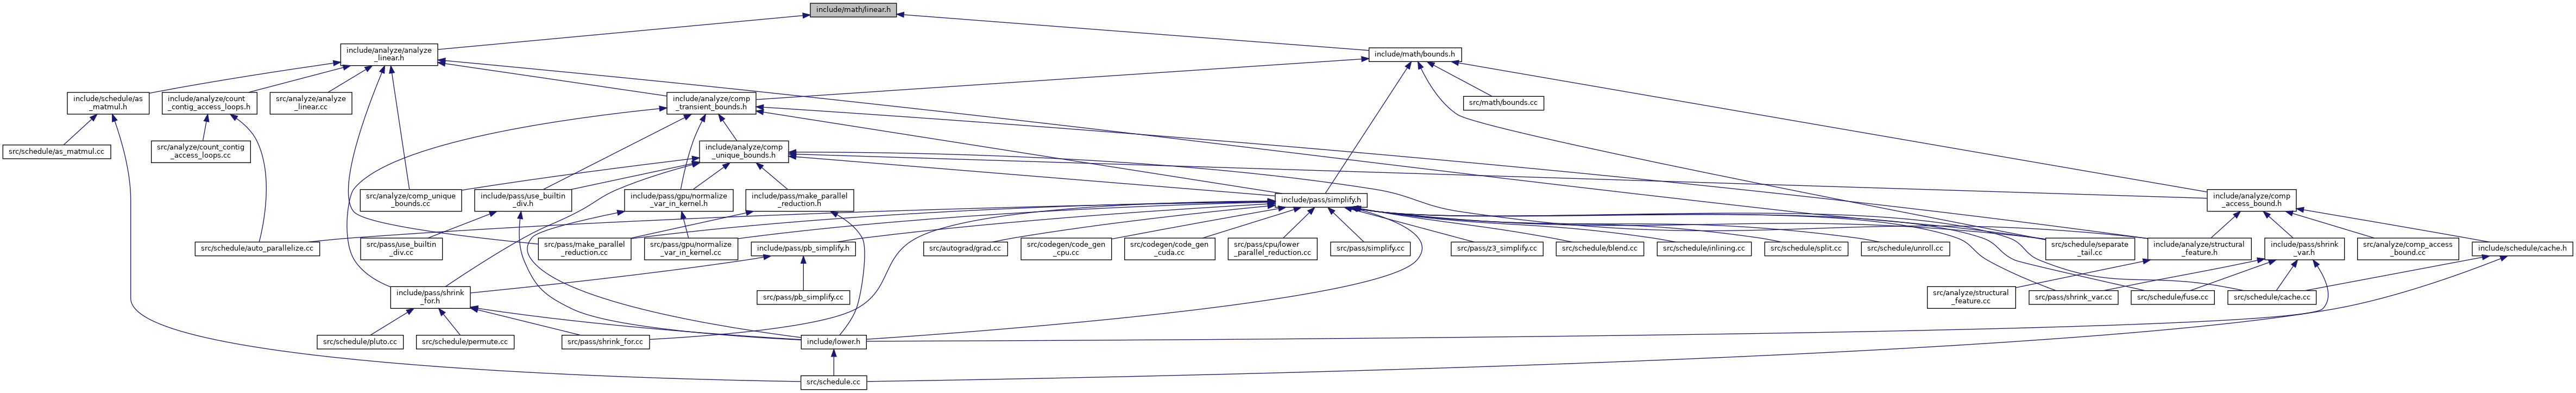 include/math/linear.h
include/analyze/analyze
_linear.h
include/math/bounds.h
include/schedule/as
_matmul.h
include/analyze/count
_contig_access_loops.h
src/analyze/analyze
_linear.cc
include/analyze/comp
_transient_bounds.h
src/math/bounds.cc
src/schedule/as_matmul.cc
src/analyze/count_contig
_access_loops.cc
include/analyze/comp
_unique_bounds.h
src/analyze/comp_unique
_bounds.cc
include/pass/use_builtin
_div.h
include/pass/gpu/normalize
_var_in_kernel.h
include/pass/make_parallel
_reduction.h
include/pass/simplify.h
include/analyze/comp
_access_bound.h
src/schedule/auto_parallelize.cc
src/pass/use_builtin
_div.cc
src/pass/make_parallel
_reduction.cc
src/pass/gpu/normalize
_var_in_kernel.cc
include/pass/pb_simplify.h
src/autograd/grad.cc
src/codegen/code_gen
_cpu.cc
src/codegen/code_gen
_cuda.cc
src/pass/cpu/lower
_parallel_reduction.cc
src/pass/simplify.cc
src/pass/z3_simplify.cc
src/schedule/blend.cc
src/schedule/inlining.cc
src/schedule/split.cc
src/schedule/unroll.cc
src/schedule/separate
_tail.cc
include/analyze/structural
_feature.h
include/pass/shrink
_var.h
src/analyze/comp_access
_bound.cc
include/schedule/cache.h
include/pass/shrink
_for.h
src/pass/pb_simplify.cc
src/analyze/structural
_feature.cc
src/pass/shrink_var.cc
src/schedule/fuse.cc
src/schedule/cache.cc
src/schedule/pluto.cc
src/schedule/permute.cc
src/pass/shrink_for.cc
include/lower.h
src/schedule.cc